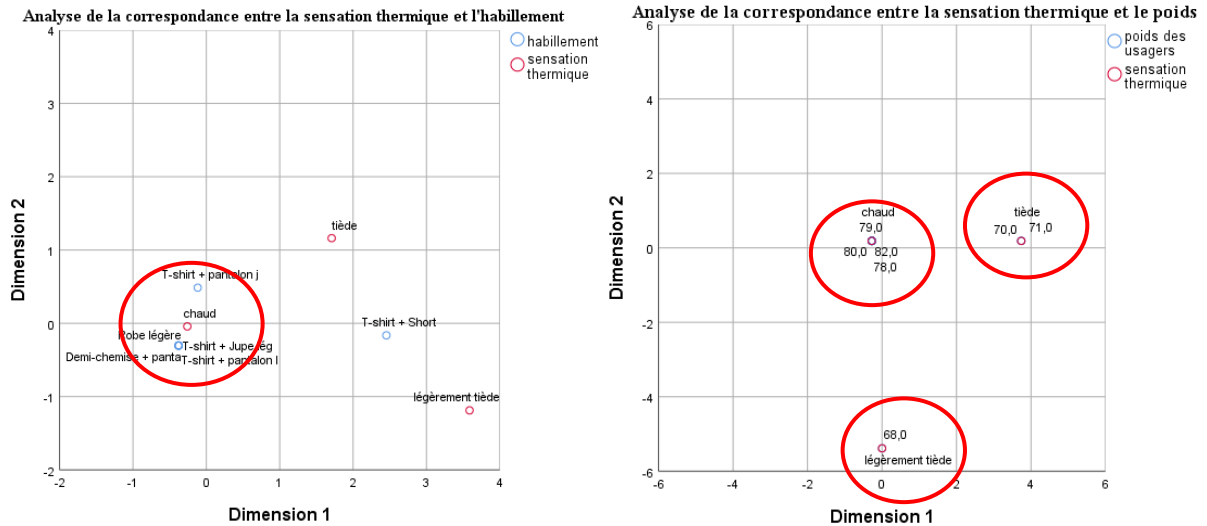 Analyse de la correspondance entre la sensation thermique et l'habillement
4
3
2
1
0
-1
-2
-2
-1
0
1
2
3
4
Dimension 2
Dimension 1
habillement
sensation
thermique
tiède
T-shirt + pantalon j
chaud
T-shirt + Short
Robe légère
T-shirt + Jupe lég
Demi-chemise + panta
T-shirt + pantalon l
légèrement tiède
Analyse de la correspondance entre la sensation thermique et le poids
6
4
2
0
-2
-4
-6
-6
-4
-2
0
2
4
6
Dimension 2
Dimension 1
poids des
usagers
sensation
thermique
chaud
79,0
80,0 82,0
78,0
tiède
70,0 71,0
68,0
légèrement tiède